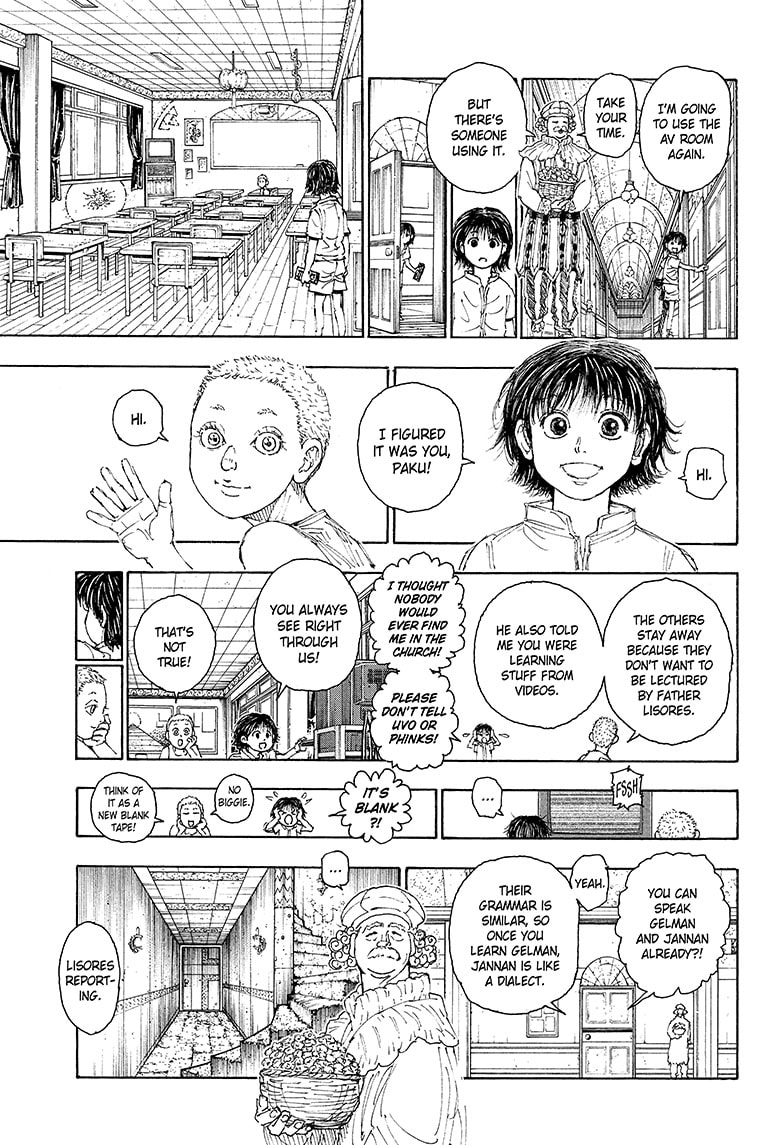 I'M GOING
TO USE THE
AV ROOM
AGAIN.
TAKE
YOUR
TIME.
BUT
THERE'S
SOMEONE
USING IT.
HI.
I FIGURED
IT WAS YOU,
PAKU!
HI.
THE OTHERS
STAY AWAY
BECAUSE THEY
DON'T WANT TO
BE LECTURED
BY FATHER
LISORES.
HE ALSO TOLD
ME YOU WERE
LEARNING
STUFF FROM
VIDEOS.
I THOUGHT
NOBODY
WOULD
EVER FIND
ME IN THE
CHURCH!
PLEASE
DON'T TELL
UVO OR
PHINKS!
YOU ALWAYS
SEE RIGHT
THROUGH
US!
THAT'S
NOT
TRUE!
FSSH
...
IT'S
BLANK
?!
NO
BIGGIE.
THINK OF
IT AS A
NEW BLANK
TAPE!
YOU CAN
SPEAK
GELMAN
AND JANNAN
ALREADY?!
YEAH.
THEIR
GRAMMAR IS
SIMILAR, SO
ONCE YOU
LEARN GELMAN,
JANNAN IS LIKE
A DIALECT.
...
LISORES
REPORT-
ING.